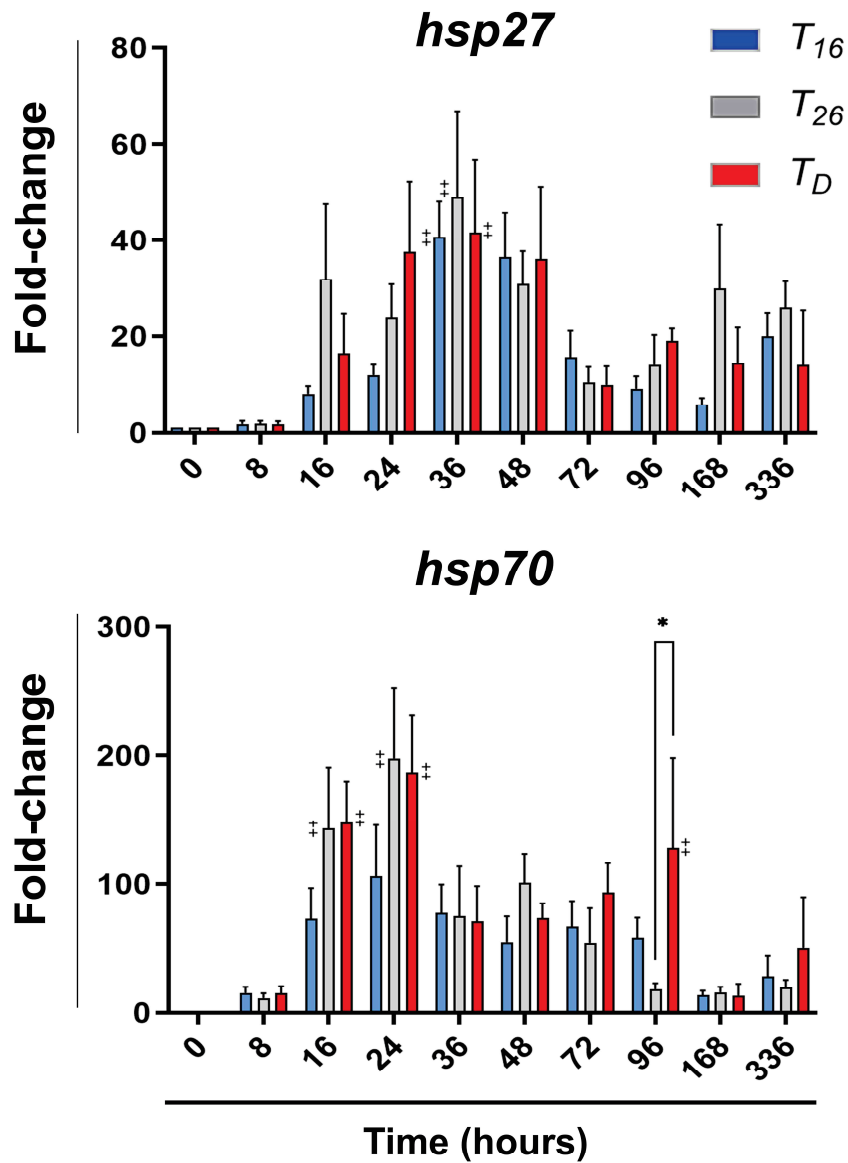 hsp27
T16
T26
TD
Fold-change
80
60
40
20
0
‡ ‡ ‡
0 8 16 24 36 48 72 96 168 336
hsp70
Fold-change
300
200
100
0
*
‡ ‡ ‡ ‡ ‡
0 8 16 24 36 48 72 96 168 336
Time (hours)